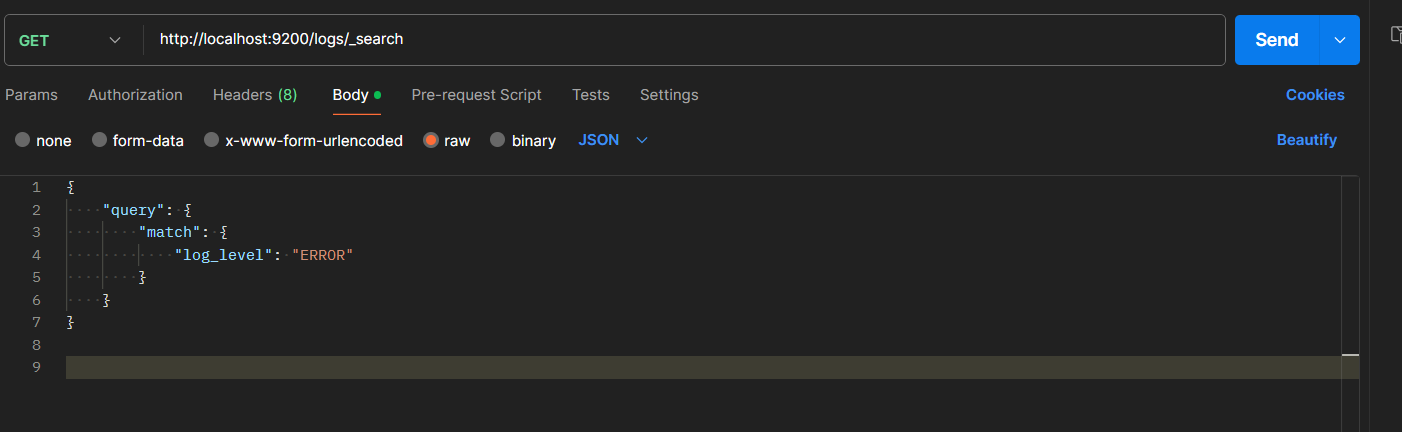 GET http://localhost:9200/logs/_search Send
Params Authorization Headers (8) Body Pre-request Script Tests Settings Cookies
none form-data x-www-form-urlencoded raw binary JSON Beautify
1 {
2 "query": {
3 "match": {
4 "log_level": "ERROR"
5 }
6 }
7 }
8
9